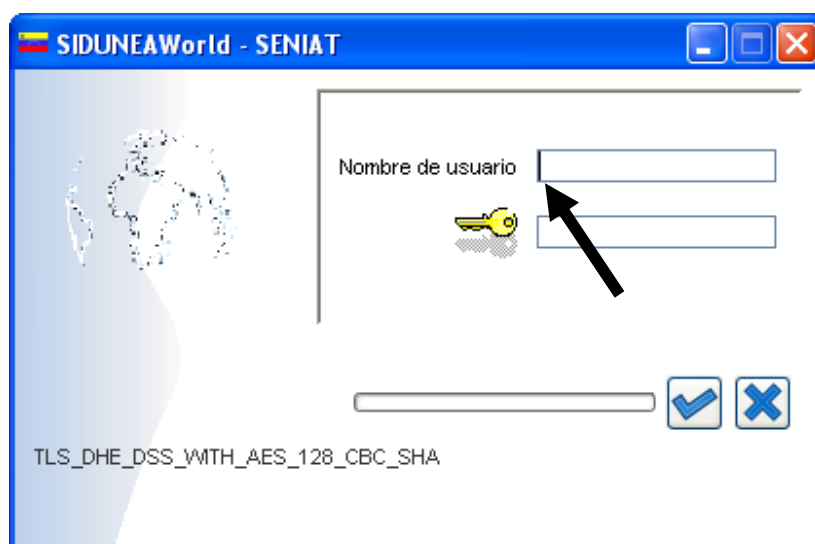 SIDUNEAWorld - SENIAT
Nombre de usuario
TLS_DHE_DSS_WITH_AES_128_CBC_SHA